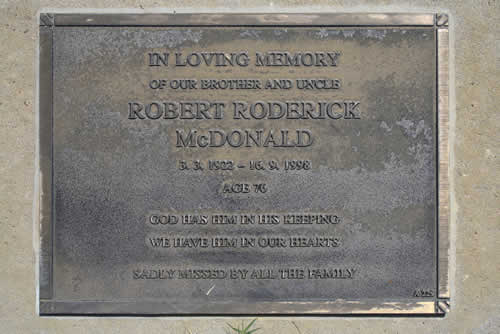 IN LOVING MEMORY
OF OUR BROTHER AND UNCLE
ROBERT RODERICK
McDONALD
3. 3. 1922 - 16. 9. 1998
AGE 76
GOD HAS HIM IN HIS KEEPING
WE HAVE HIM IN OUR HEARTS
SADLY MISSED BY ALL THE FAMILY